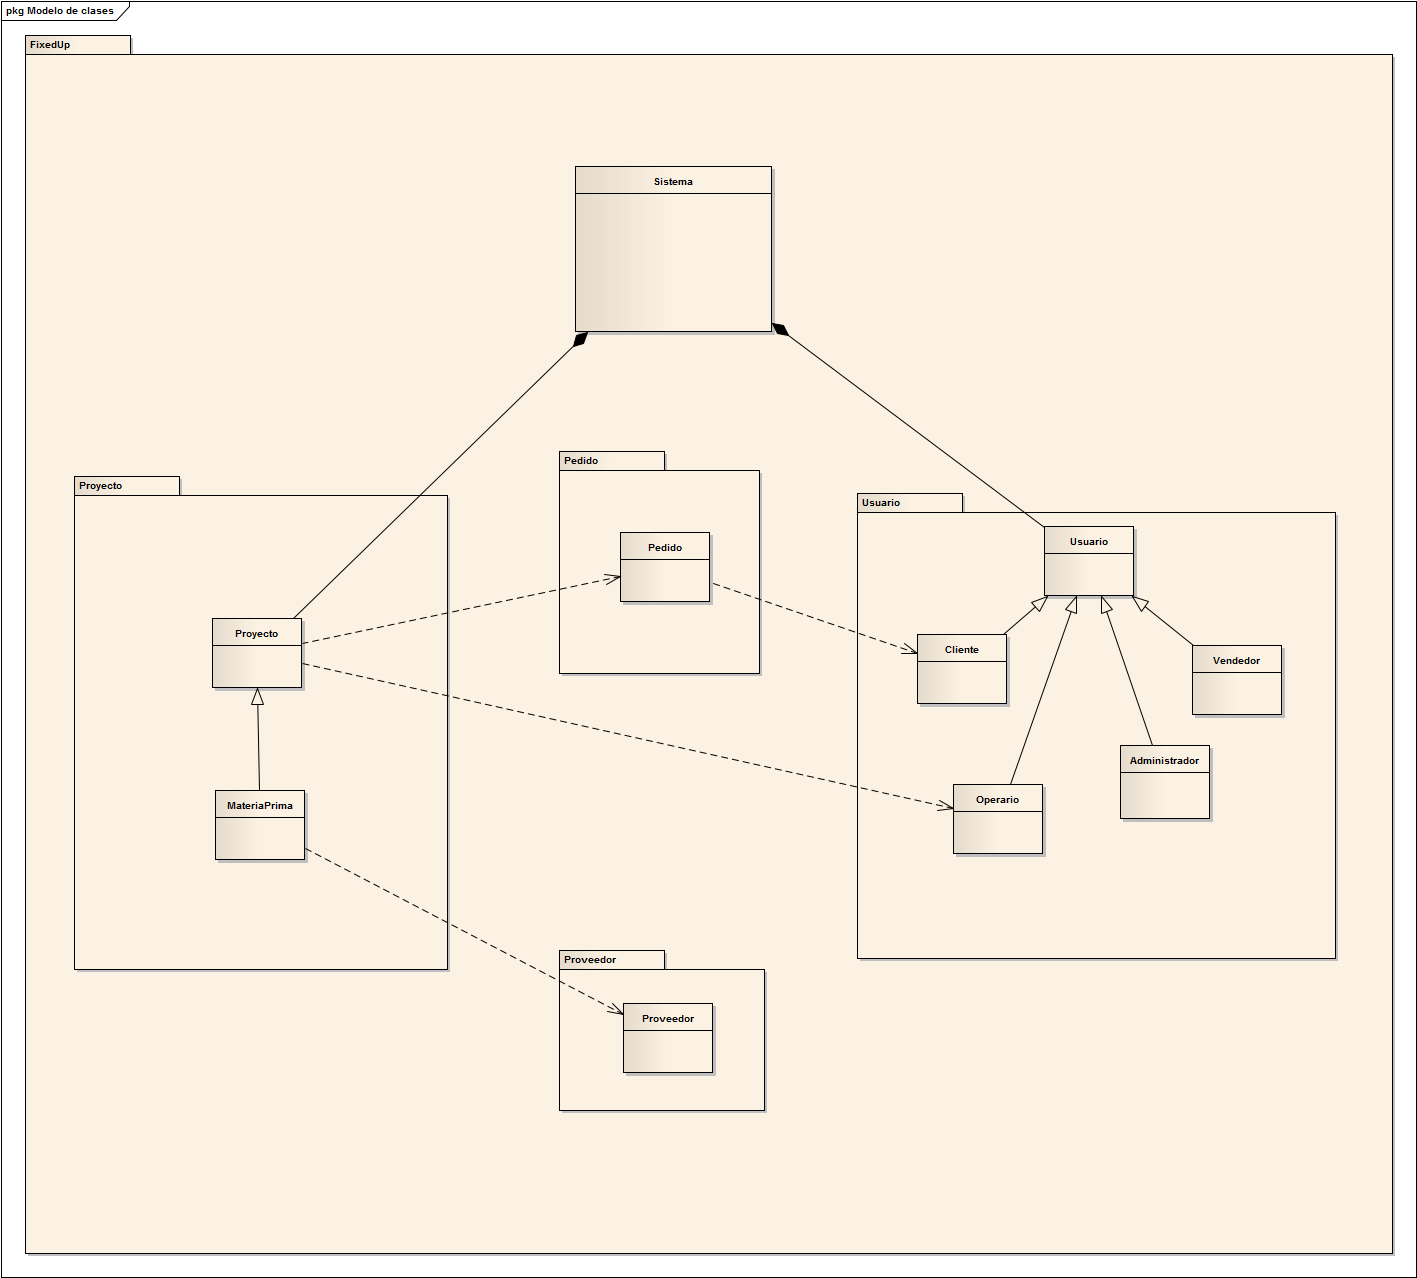 pkg Modelo de clases
FixedUp
Sistema
Pedido
Proyecto
Usuario
Usuario
Pedido
Proyecto
Cliente
Vendedor
Administrador
Operario
MateriaPrima
Proveedor
Proveedor